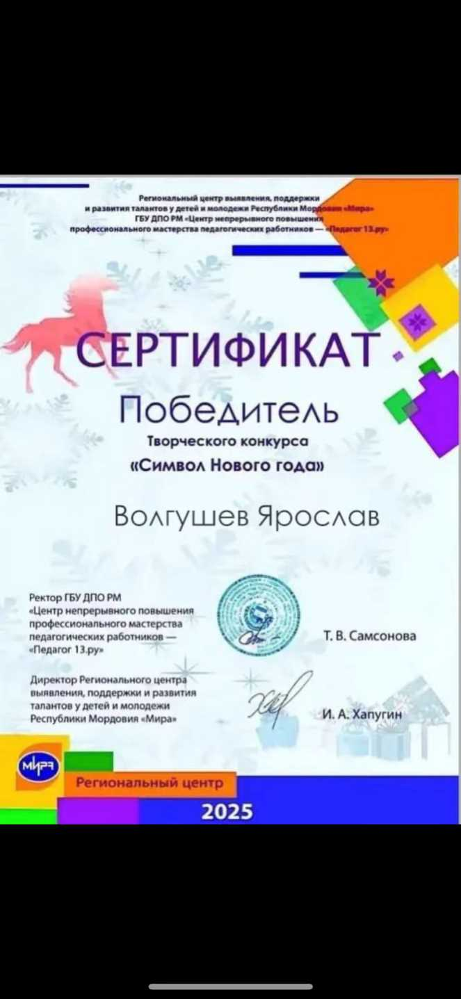 Региональный центр выявления, поддержки
и развития талантов у детей и молодежи Республики Мордовия «Мира»
ГБУ ДПО РМ «Центр непрерывного повышения
профессионального мастерства педагогических работников — «Педагог 13.ру»
СЕРТИФИКАТ
Победитель
Творческого конкурса
«Символ Нового года»
Волгушев Ярослав
Ректор ГБУ ДПО РМ
«Центр непрерывного повышения
профессионального мастерства
педагогических работников —
«Педагог 13.ру»
Т. В. Самсонова
Директор Регионального центра
выявления, поддержки и развития
талантов у детей и молодежи
Республики Мордовия «Мира»
И. А. Хапугин
МИРА
Региональный центр
2025